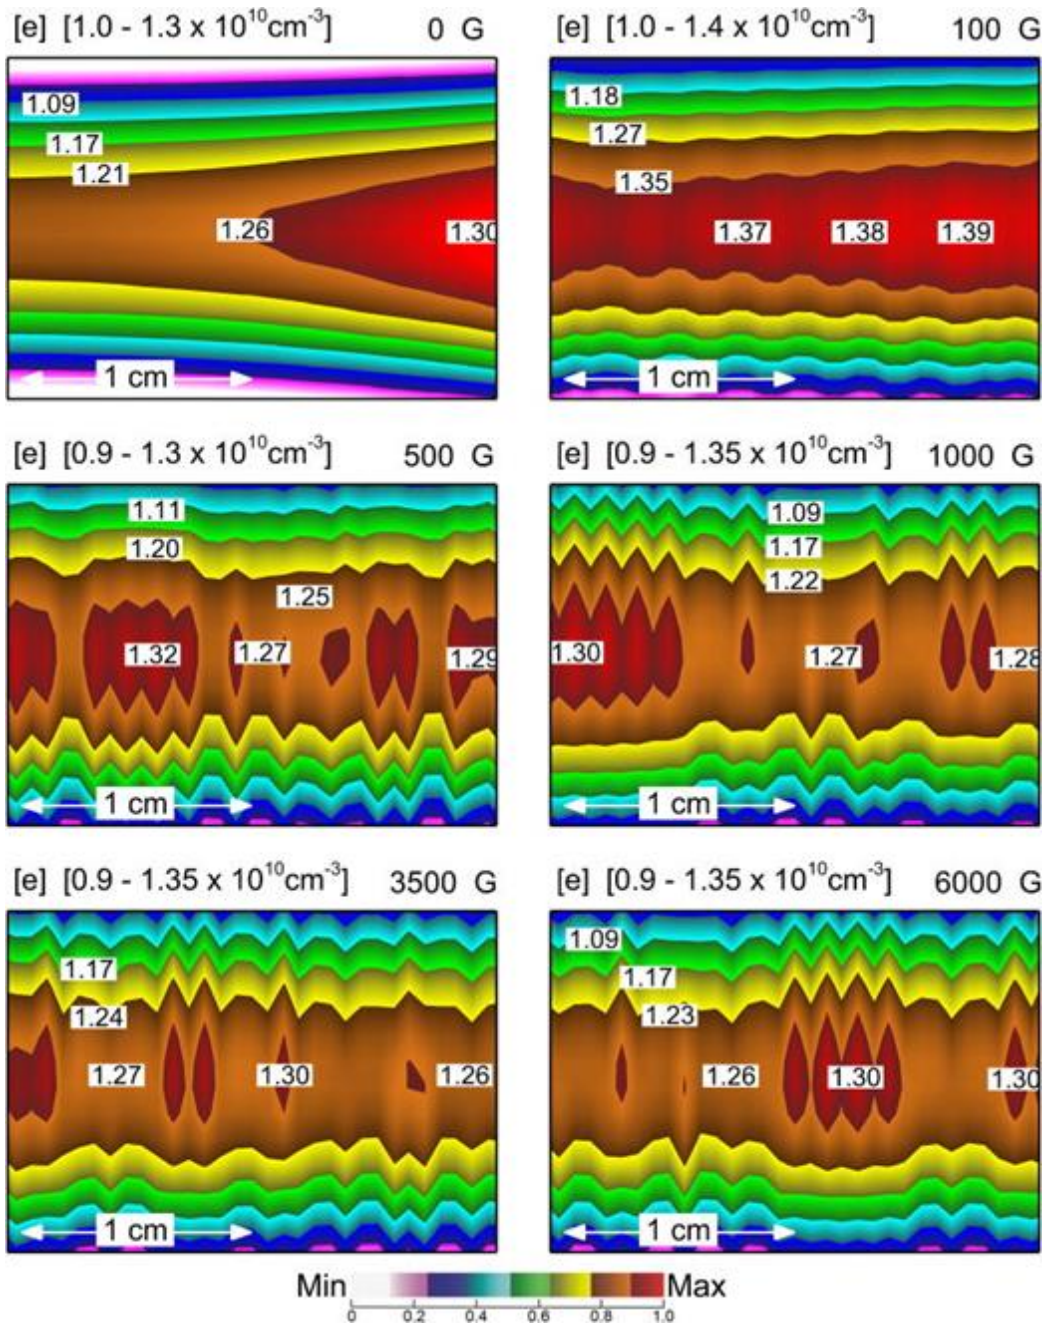 [e] [1.0 - 1.3 x 10¹⁰cm⁻³] 0 G
1.09
1.17
1.21
1.26
1.30
1 cm
[e] [1.0 - 1.4 x 10¹⁰cm⁻³] 100 G
1.18
1.27
1.35
1.37 1.38 1.39
1 cm
[e] [0.9 - 1.3 x 10¹⁰cm⁻³] 500 G
1.11
1.20
1.25
1.32 1.27 1.29
1 cm
[e] [0.9 - 1.35 x 10¹⁰cm⁻³] 1000 G
1.09
1.17
1.22
1.30 1.27 1.28
1 cm
[e] [0.9 - 1.35 x 10¹⁰cm⁻³] 3500 G
1.17
1.24
1.27 1.30 1.26
1 cm
[e] [0.9 - 1.35 x 10¹⁰cm⁻³] 6000 G
1.09
1.17
1.23
1.26 1.30 1.30
1 cm
Min Max
0 0.2 0.4 0.6 0.8 1.0